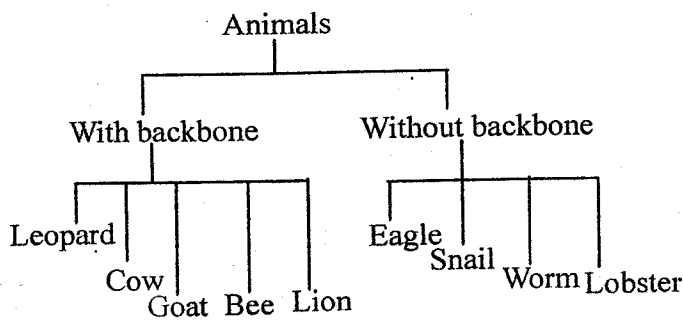 Animals
With backbone Without backbone
Leopard Eagle
Cow Snail
Goat Bee Lion Worm Lobster